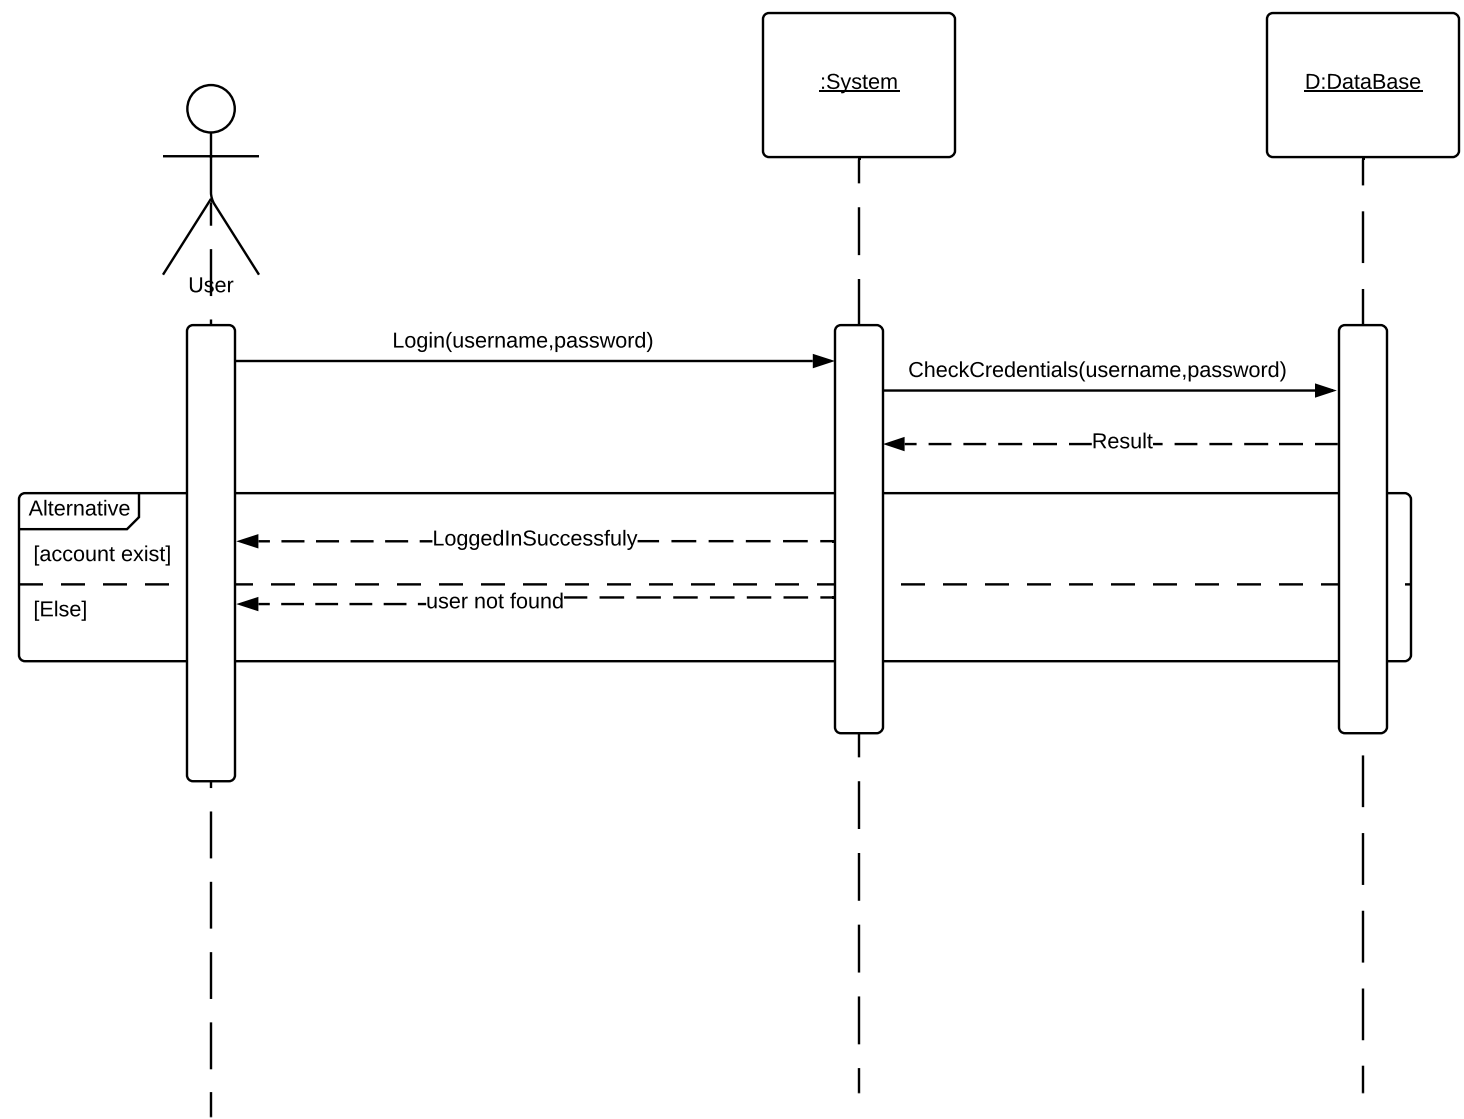 :System
D:DataBase
User
Login(username,password)
CheckCredentials(username,password)
Result
Alternative
LoggedInSuccessfuly
[account exist]
user not found
[Else]